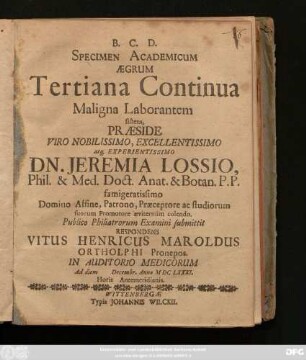 B. C. D.
SPECIMEN ACADEMICUM
ÆGRUM
Tertiana Continua
Maligna Laborantem
sistens,
PRÆSIDE
VIRO NOBILISSIMO, EXCELLENTISSIMO
atq; EXPERIENTISSIMO
DN. JEREMIA LOSSIO,
Phil. & Med. Doct. Anat. & Botan. P. P.
famigeratissimo
Domino Affine, Patrono, Præceptore ac studiorum
suorum Promotore æviternùm colendo,
Publico Philiatrorum Examini submittit
RESPONDENS
VITUS HENRICUS MAROLDUS
ORTHOLPHI Pronepos.
IN AUDITORIO MEDICORUM
Ad diem Decembr. Anno M DC LXXXI.
Horis Antemeridianis.
WITTENBERGÆ
Typis JOHANNIS WILCKII.